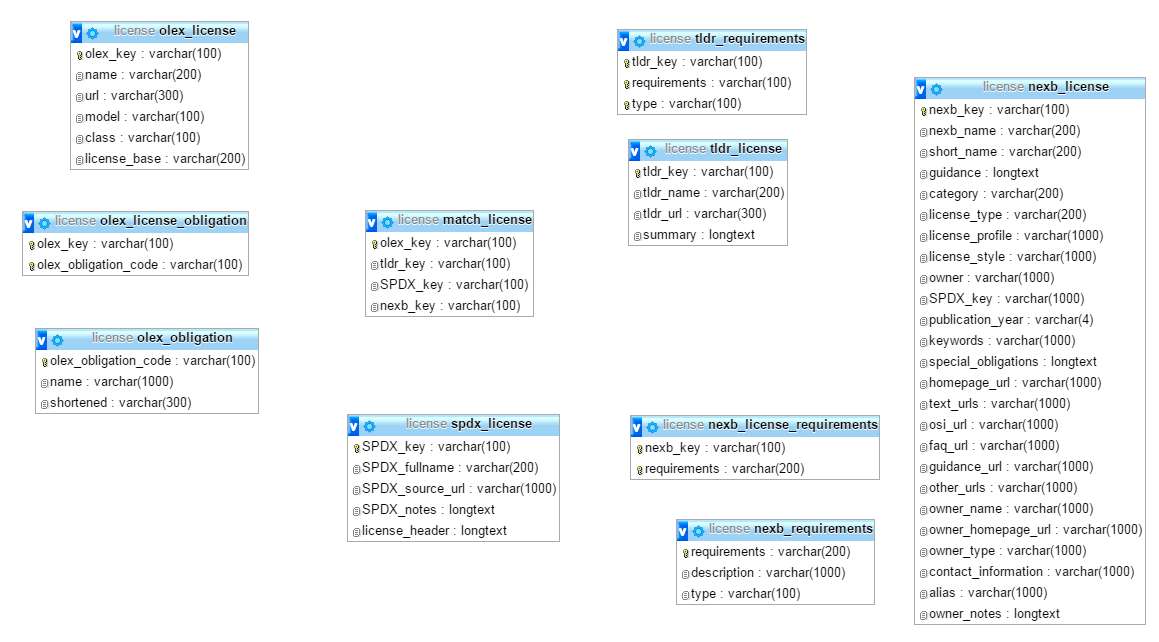 license olex_license
olex_key : varchar(100)
name : varchar(200)
url : varchar(300)
model : varchar(100)
class : varchar(100)
license_base : varchar(200)
license olex_license_obligation
olex_key : varchar(100)
olex_obligation_code : varchar(100)
license olex_obligation
olex_obligation_code : varchar(100)
name : varchar(1000)
shortened : varchar(300)
license match_license
olex_key : varchar(100)
tldr_key : varchar(100)
SPDX_key : varchar(100)
nexb_key : varchar(100)
license spdx_license
SPDX_key : varchar(100)
SPDX_fullname : varchar(200)
SPDX_source_url : varchar(1000)
SPDX_notes : longtext
license_header : longtext
license tldr_requirements
tldr_key : varchar(100)
requirements : varchar(100)
type : varchar(100)
license tldr_license
tldr_key : varchar(100)
tldr_name : varchar(200)
tldr_url : varchar(300)
summary : longtext
license nexb_license_requirements
nexb_key : varchar(100)
requirements : varchar(200)
license nexb_requirements
requirements : varchar(200)
description : varchar(1000)
type : varchar(100)
license nexb_license
nexb_key : varchar(100)
nexb_name : varchar(200)
short_name : varchar(200)
guidance : longtext
category : varchar(200)
license_type : varchar(200)
license_profile : varchar(1000)
license_style : varchar(1000)
owner : varchar(1000)
SPDX_key : varchar(1000)
publication_year : varchar(4)
keywords : varchar(1000)
special_obligations : longtext
homepage_url : varchar(1000)
text_urls : varchar(1000)
osi_url : varchar(1000)
faq_url : varchar(1000)
guidance_url : varchar(1000)
other_urls : varchar(1000)
owner_name : varchar(1000)
owner_homepage_url : varchar(1000)
owner_type : varchar(1000)
contact_information : varchar(1000)
alias : varchar(1000)
owner_notes : longtext